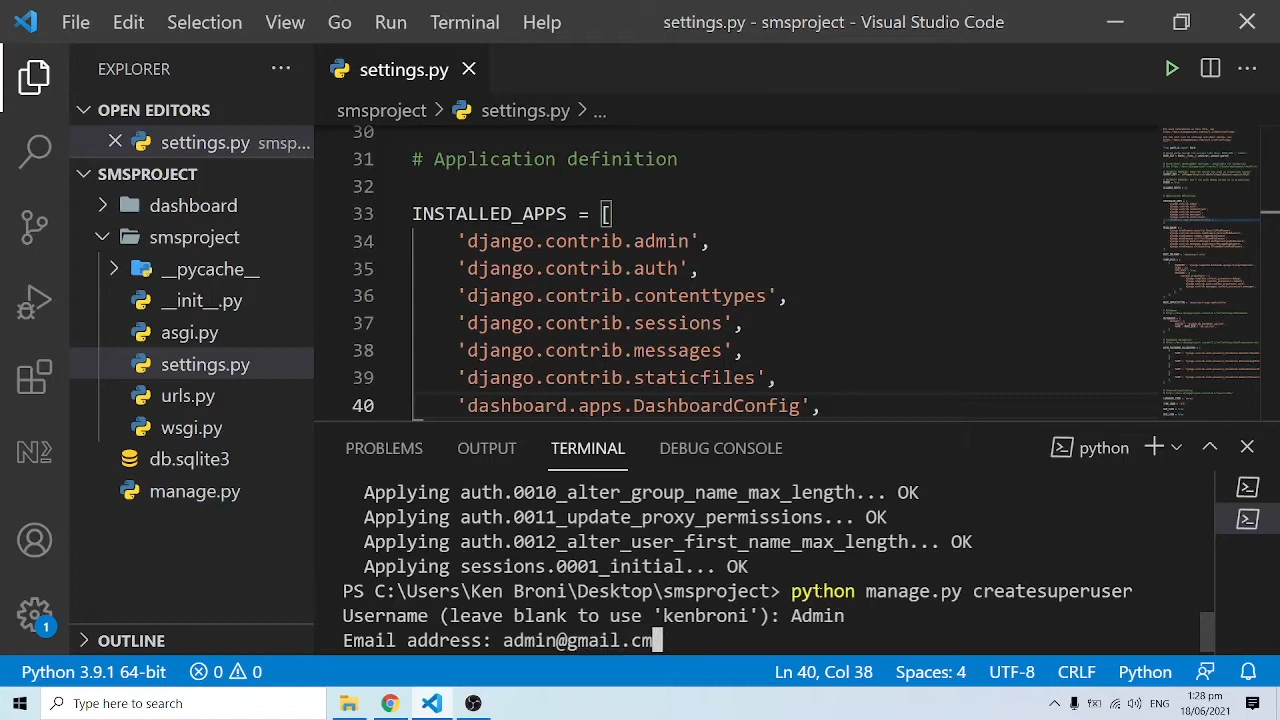 File Edit Selection View Go Run Terminal Help settings.py - smsproject - Visual Studio Code
EXPLORER
OPEN EDITORS
settings.py smsp...
SMSPROJECT
dashboard
smsproject
__pycache__
__init__.py
asgi.py
settings.py
urls.py
wsgi.py
db.sqlite3
manage.py
OUTLINE
1
settings.py
smsproject > settings.py > ...
30
31 # Application definition
32
33 INSTALLED_APPS = [
34 'django.contrib.admin',
35 'django.contrib.auth',
36 'django.contrib.contenttypes',
37 'django.contrib.sessions',
38 'django.contrib.messages',
39 'django.contrib.staticfiles',
40 'dashboard.apps.DashboardConfig',
PROBLEMS OUTPUT TERMINAL DEBUG CONSOLE python
Applying auth.0010_alter_group_name_max_length... OK
Applying auth.0011_update_proxy_permissions... OK
Applying auth.0012_alter_user_first_name_max_length... OK
Applying sessions.0001_initial... OK
PS C:\Users\Ken Broni\Desktop\smsproject> python manage.py createsuperuser
Username (leave blank to use 'kenbroni'): Admin
Email address: admin@gmail.cm
Python 3.9.1 64-bit 0 0 Ln 40, Col 38 Spaces: 4 UTF-8 CRLF Python
Type here to search ENG 1:28 pm
18/06/2021